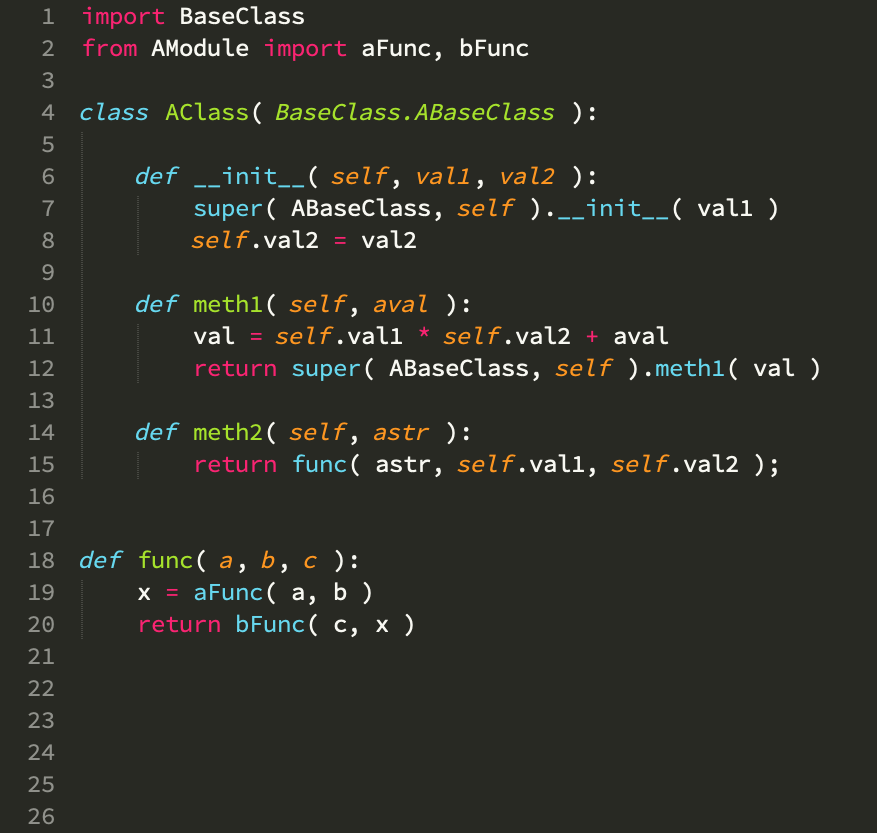 1 import BaseClass
2 from AModule import aFunc, bFunc
3
4 class AClass( BaseClass.ABaseClass ):
5
6     def __init__( self, val1, val2 ):
7         super( ABaseClass, self ).__init__( val1 )
8         self.val2 = val2
9
10     def meth1( self, aval ):
11         val = self.val1 * self.val2 + aval
12         return super( ABaseClass, self ).meth1( val )
13
14     def meth2( self, astr ):
15         return func( astr, self.val1, self.val2 );
16
17
18 def func( a, b, c ):
19     x = aFunc( a, b )
20     return bFunc( c, x )
21
22
23
24
25
26